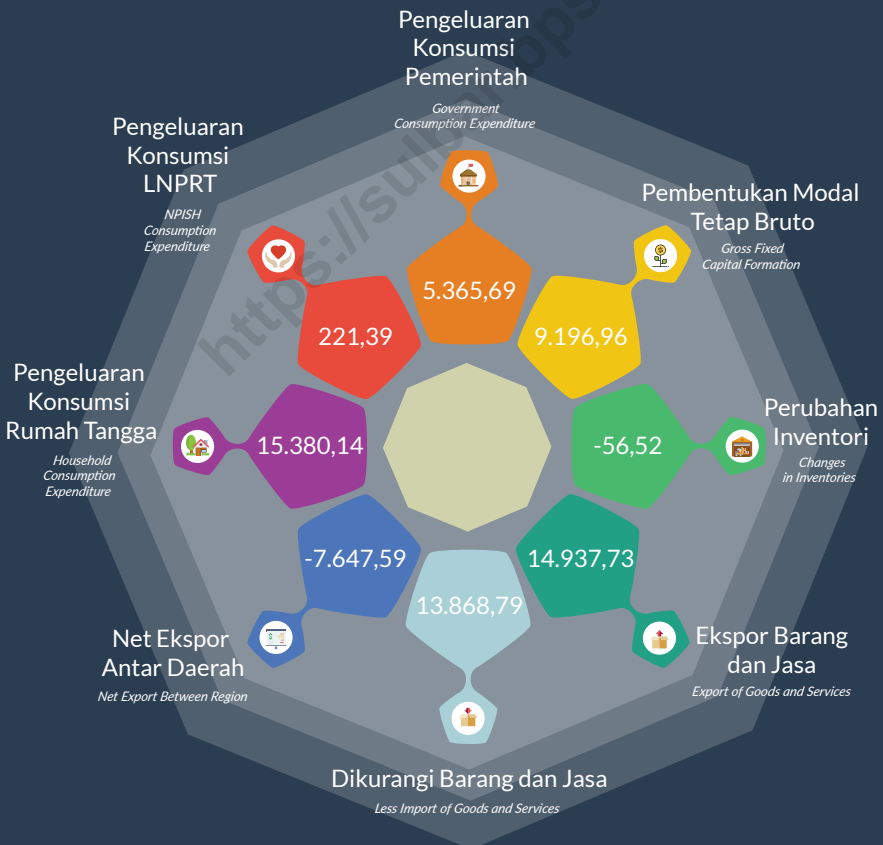 Pengeluaran
Konsumsi
Pemerintah
Government
Consumption Expenditure
Pengeluaran
Konsumsi
LNPRT
NPISH
Consumption
Expenditure
Pembentukan Modal
Tetap Bruto
Gross Fixed
Capital Formation
5.365,69
221,39
9.196,96
Pengeluaran
Konsumsi
Rumah Tangga
Household
Consumption
Expenditure
15.380,14
-56,52
Perubahan
Inventori
Changes
in Inventories
-7.647,59
14.937,73
13.868,79
Net Ekspor
Antar Daerah
Net Export Between Region
Ekspor Barang
dan Jasa
Export of Goods and Services
Dikurangi Barang dan Jasa
Less Import of Goods and Services